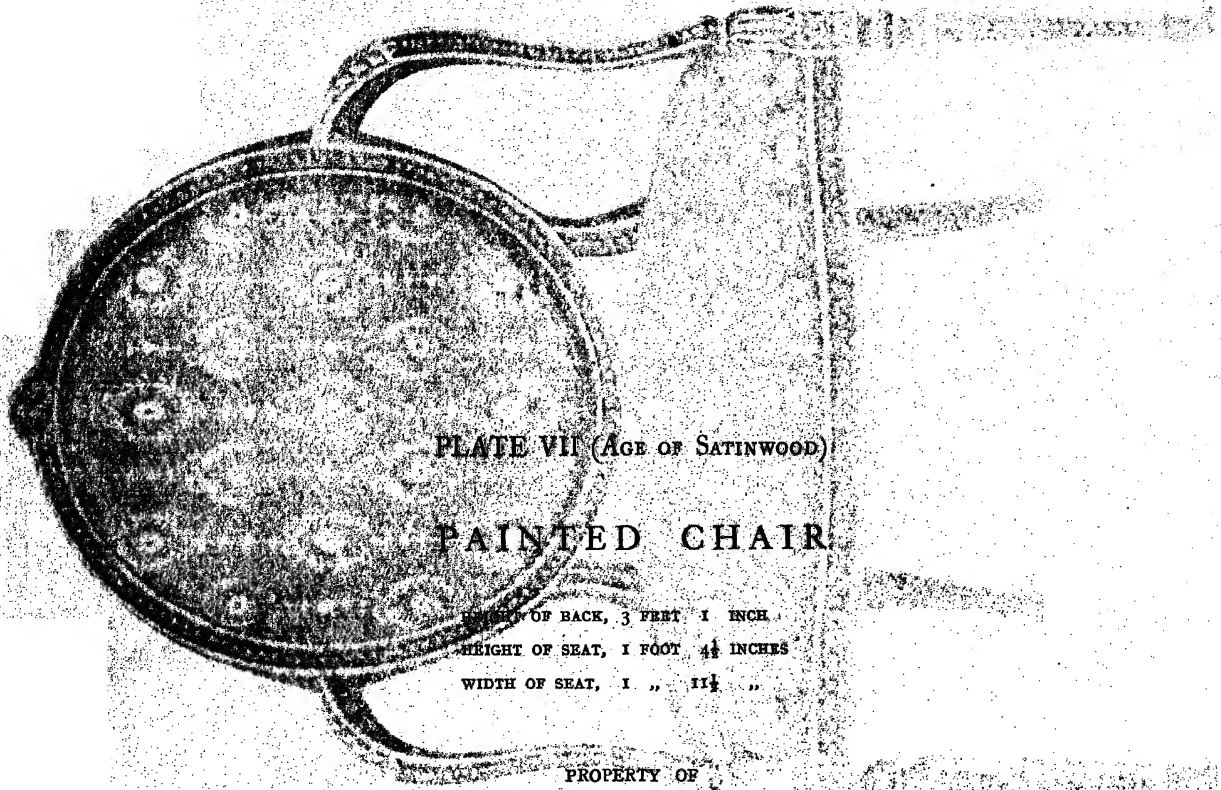 PLATE VII (AGE OF SATINWOOD)
PAINTED CHAIR
OF BACK, 3 FEET 1 INCH
HEIGHT OF SEAT, 1 FOOT 4½ INCHES
WIDTH OF SEAT, 1 „ 11½ „
PROPERTY OF